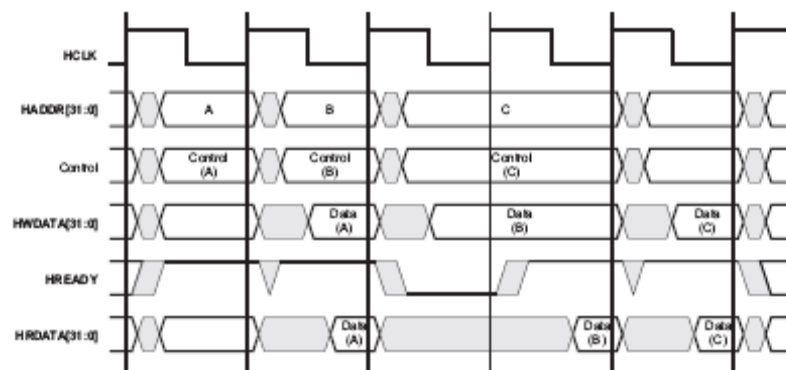 HCLK
HADDR[31:0] A B C
Control Control (A) Control (B) Control (C)
HWDATA[31:0] Data (A) Data (B) Data (C)
HREADY
HRDATA[31:0] Data (A) Data (B) Data (C)